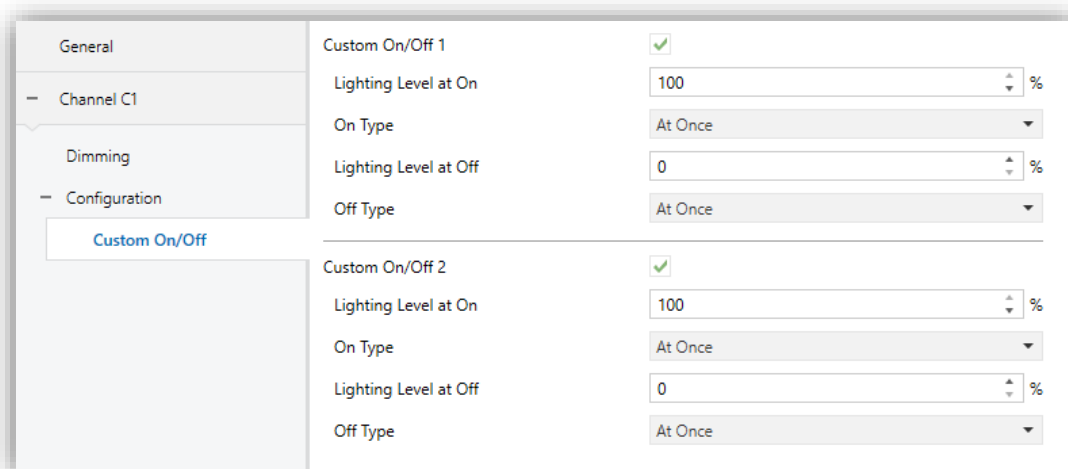 General
Channel C1
Dimming
Configuration
Custom On/Off
Custom On/Off 1
Lighting Level at On 100 %
On Type At Once
Lighting Level at Off 0 %
Off Type At Once
Custom On/Off 2
Lighting Level at On 100 %
On Type At Once
Lighting Level at Off 0 %
Off Type At Once